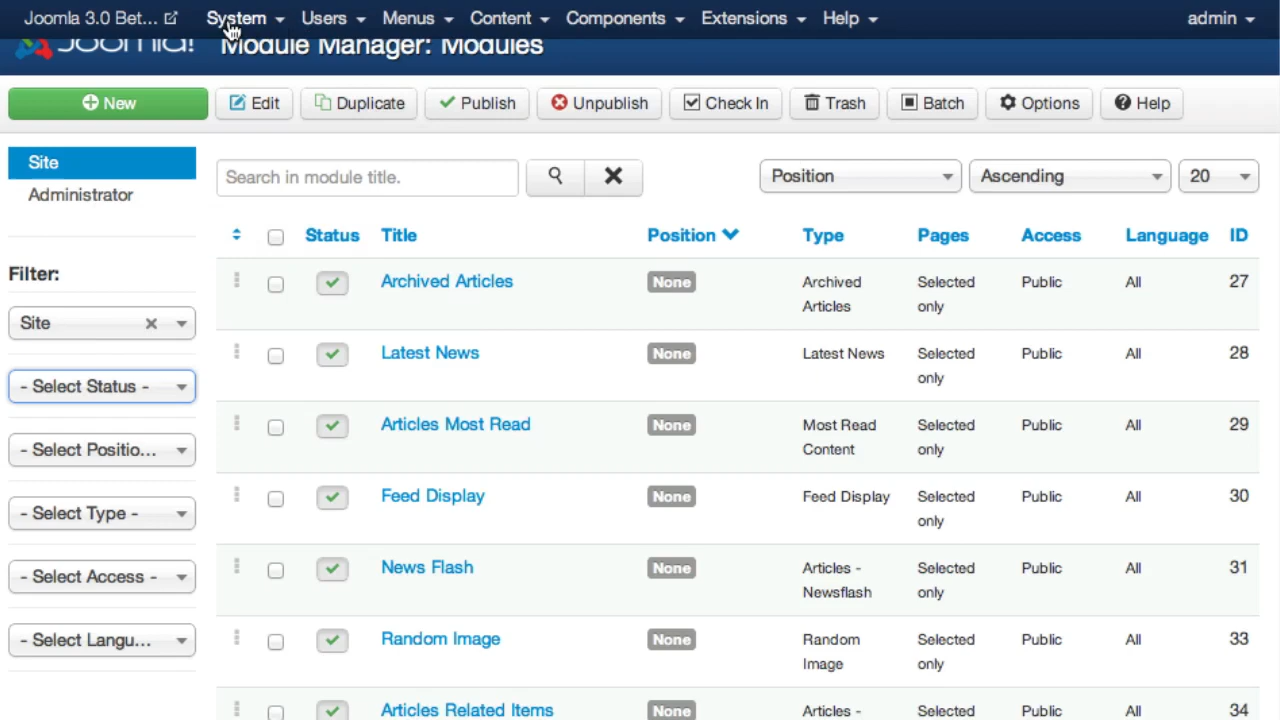 Joomla 3.0 Bet... System Users Menus Content Components Extensions Help admin
Joomla! Module Manager: Modules
New Edit Duplicate Publish Unpublish Check In Trash Batch Options Help
Site
Administrator
Search in module title. Position Ascending 20
Status Title Position Type Pages Access Language ID
Filter:
Site
- Select Status -
- Select Positio...
- Select Type -
- Select Access -
- Select Langu...
Archived Articles None Archived Articles Selected only Public All 27
Latest News None Latest News Selected only Public All 28
Articles Most Read None Most Read Content Selected only Public All 29
Feed Display None Feed Display Selected only Public All 30
News Flash None Articles - Newsflash Selected only Public All 31
Random Image None Random Image Selected only Public All 33
Articles Related Items None Articles - Selected Public All 34